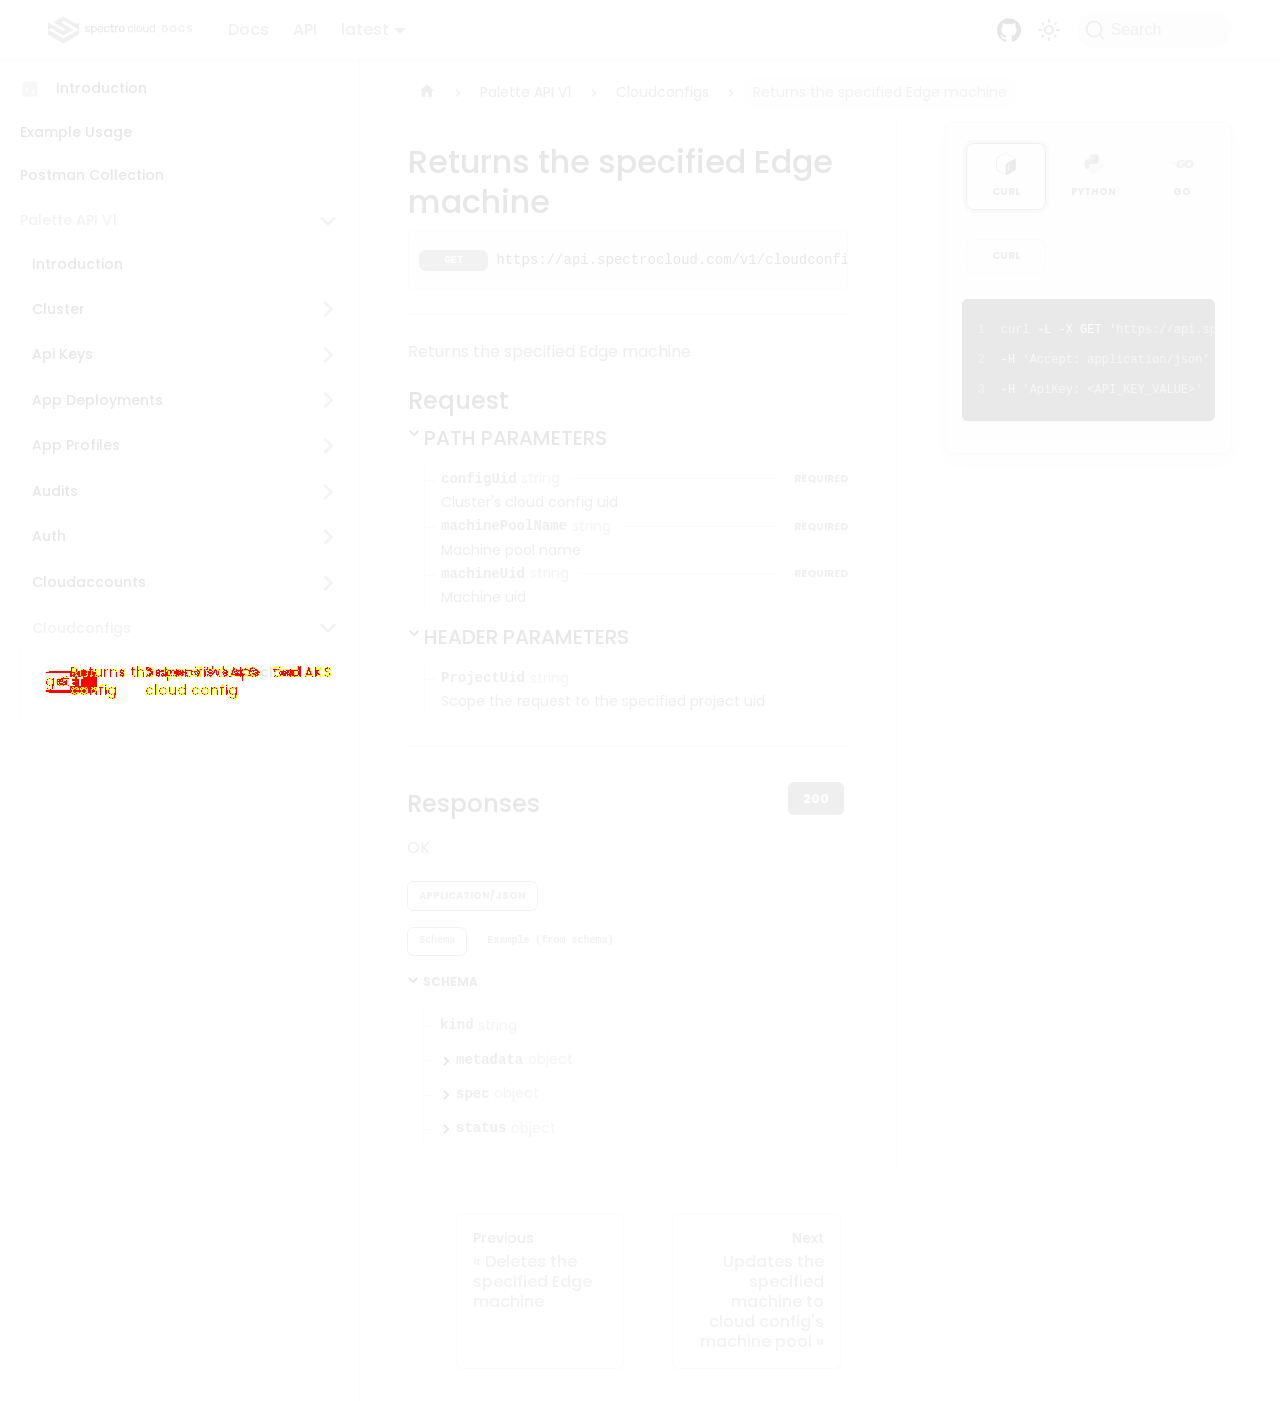 spectro cloud DOCS
Docs
API
latest
Search
Introduction
Example Usage
Postman Collection
Palette API V1
Introduction
Cluster
Api Keys
App Deployments
App Profiles
Audits
Auth
Cloudaccounts
Cloudconfigs
cloud config
Palette API V1
Cloudconfigs
Returns the specified Edge machine
Returns the specified Edge
machine
GET https://api.spectrocloud.com/v1/cloudconfi
Returns the specified Edge machine
Request
PATH PARAMETERS
configUid string REQUIRED
Cluster's cloud config uid
machinePoolName string REQUIRED
Machine pool name
machineUid string REQUIRED
Machine uid
HEADER PARAMETERS
ProjectUid string
Scope the request to the specified project uid
Responses
200
OK
APPLICATION/JSON
Schema
Example (from schema)
SCHEMA
kind string
metadata object
spec object
status object
Previous
« Deletes the
specified Edge
machine
Next
Updates the
specified
machine to
cloud config's
machine pool »
CURL
PYTHON
GO
CURL
1 curl -L -X GET 'https://api.sp
2 -H 'Accept: application/json'
3 -H 'ApiKey: <API_KEY_VALUE>'